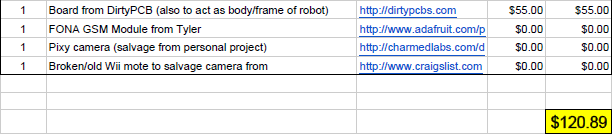 1 Board from DirtyPCB (also to act as body/frame of robot) http://dirtypcbs.com $55.00 $55.00
1 FONA GSM Module from Tyler http://www.adafruit.com/p $0.00 $0.00
1 Pixy camera (salvage from personal project) http://charmedlabs.com/d $0.00 $0.00
1 Broken/old Wii mote to salvage camera from http://www.craigslist.com $0.00 $0.00
$120.89